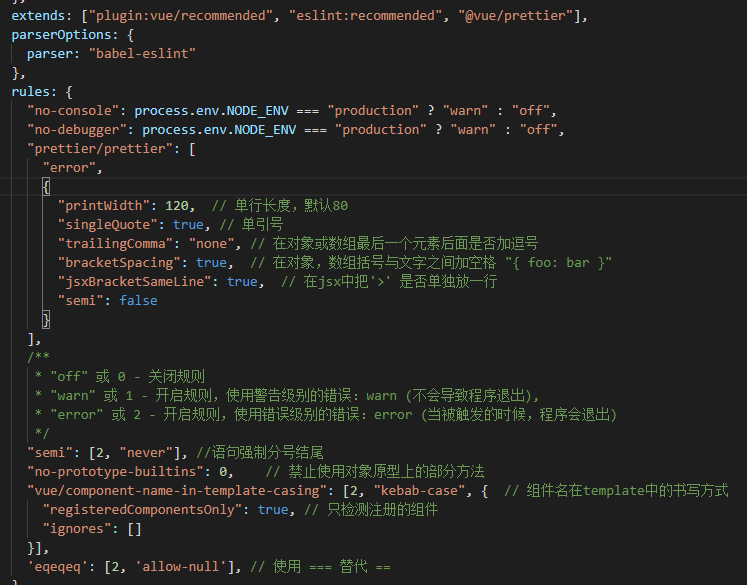 },
extends: ["plugin:vue/recommended", "eslint:recommended", "@vue/prettier"],
parserOptions: {
parser: "babel-eslint"
},
rules: {
"no-console": process.env.NODE_ENV === "production" ? "warn" : "off",
"no-debugger": process.env.NODE_ENV === "production" ? "warn" : "off",
"prettier/prettier": [
"error",
{
"printWidth": 120, // 单行长度，默认80
"singleQuote": true, // 单引号
"trailingComma": "none", // 在对象或数组最后一个元素后面是否加逗号
"bracketSpacing": true, // 在对象，数组括号与文字之间加空格 "{ foo: bar }"
"jsxBracketSameLine": true, // 在jsx中把'>' 是否单独放一行
"semi": false
}
],
/**
* "off" 或 0 - 关闭规则
* "warn" 或 1 - 开启规则，使用警告级别的错误：warn (不会导致程序退出),
* "error" 或 2 - 开启规则，使用错误级别的错误：error (当被触发的时候，程序会退出)
*/
"semi": [2, "never"], //语句强制分号结尾
"no-prototype-builtins": 0, // 禁止使用对象原型上的部分方法
"vue/component-name-in-template-casing": [2, "kebab-case", { // 组件名在template中的书写方式
"registeredComponentsOnly": true, // 只检测注册的组件
"ignores": []
}],
'eqeqeq': [2, 'allow-null'], // 使用 === 替代 ==